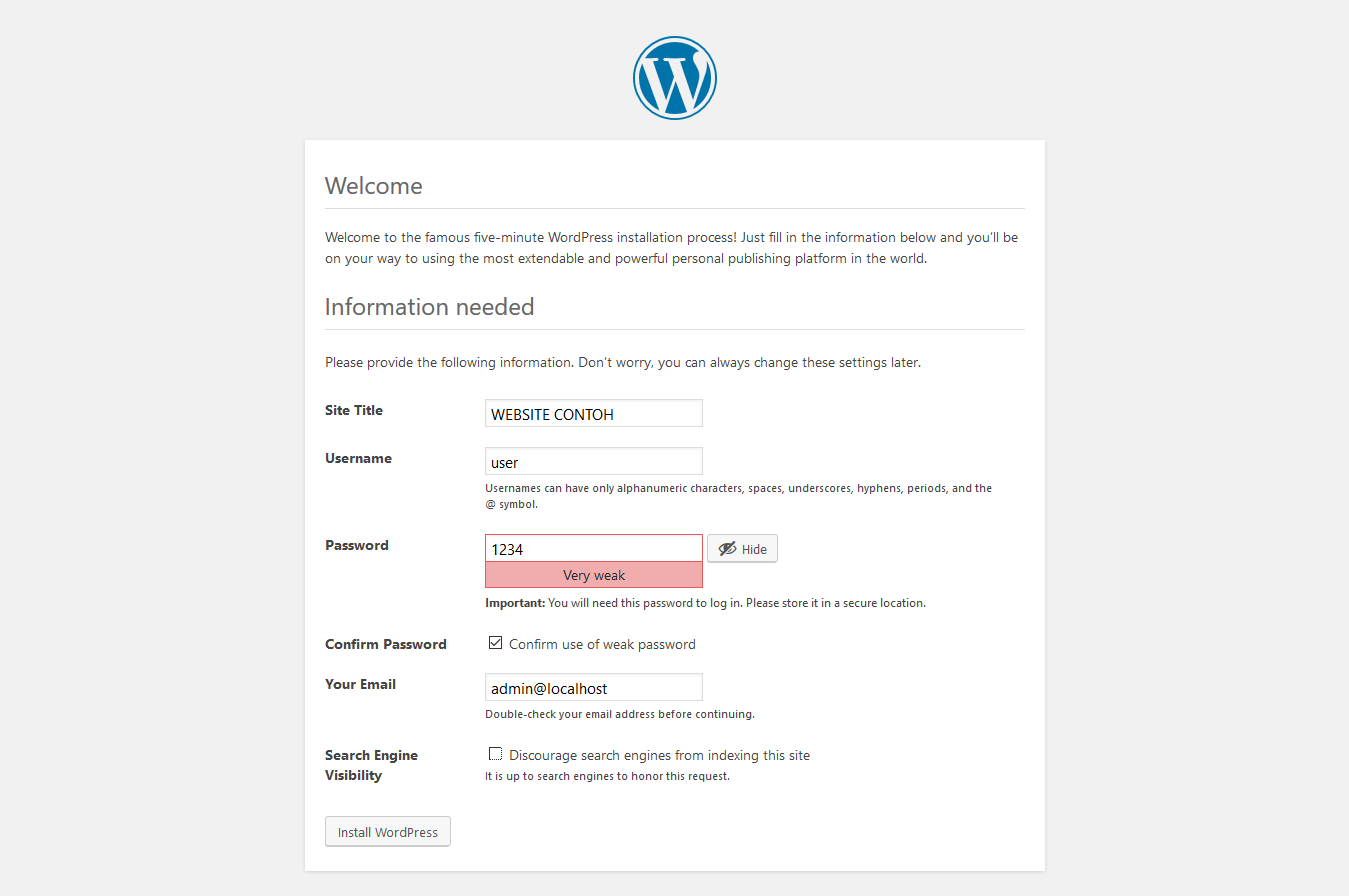 Welcome
Welcome to the famous five-minute WordPress installation process! Just fill in the information below and you’ll be
on your way to using the most extendable and powerful personal publishing platform in the world.
Information needed
Please provide the following information. Don’t worry, you can always change these settings later.
Site Title
WEBSITE CONTOH
Username
user
Usernames can have only alphanumeric characters, spaces, underscores, hyphens, periods, and the
@ symbol.
Password
1234
Hide
Very weak
Important: You will need this password to log in. Please store it in a secure location.
Confirm Password
Confirm use of weak password
Your Email
admin@localhost
Double-check your email address before continuing.
Search Engine
Visibility
Discourage search engines from indexing this site
It is up to search engines to honor this request.
Install WordPress